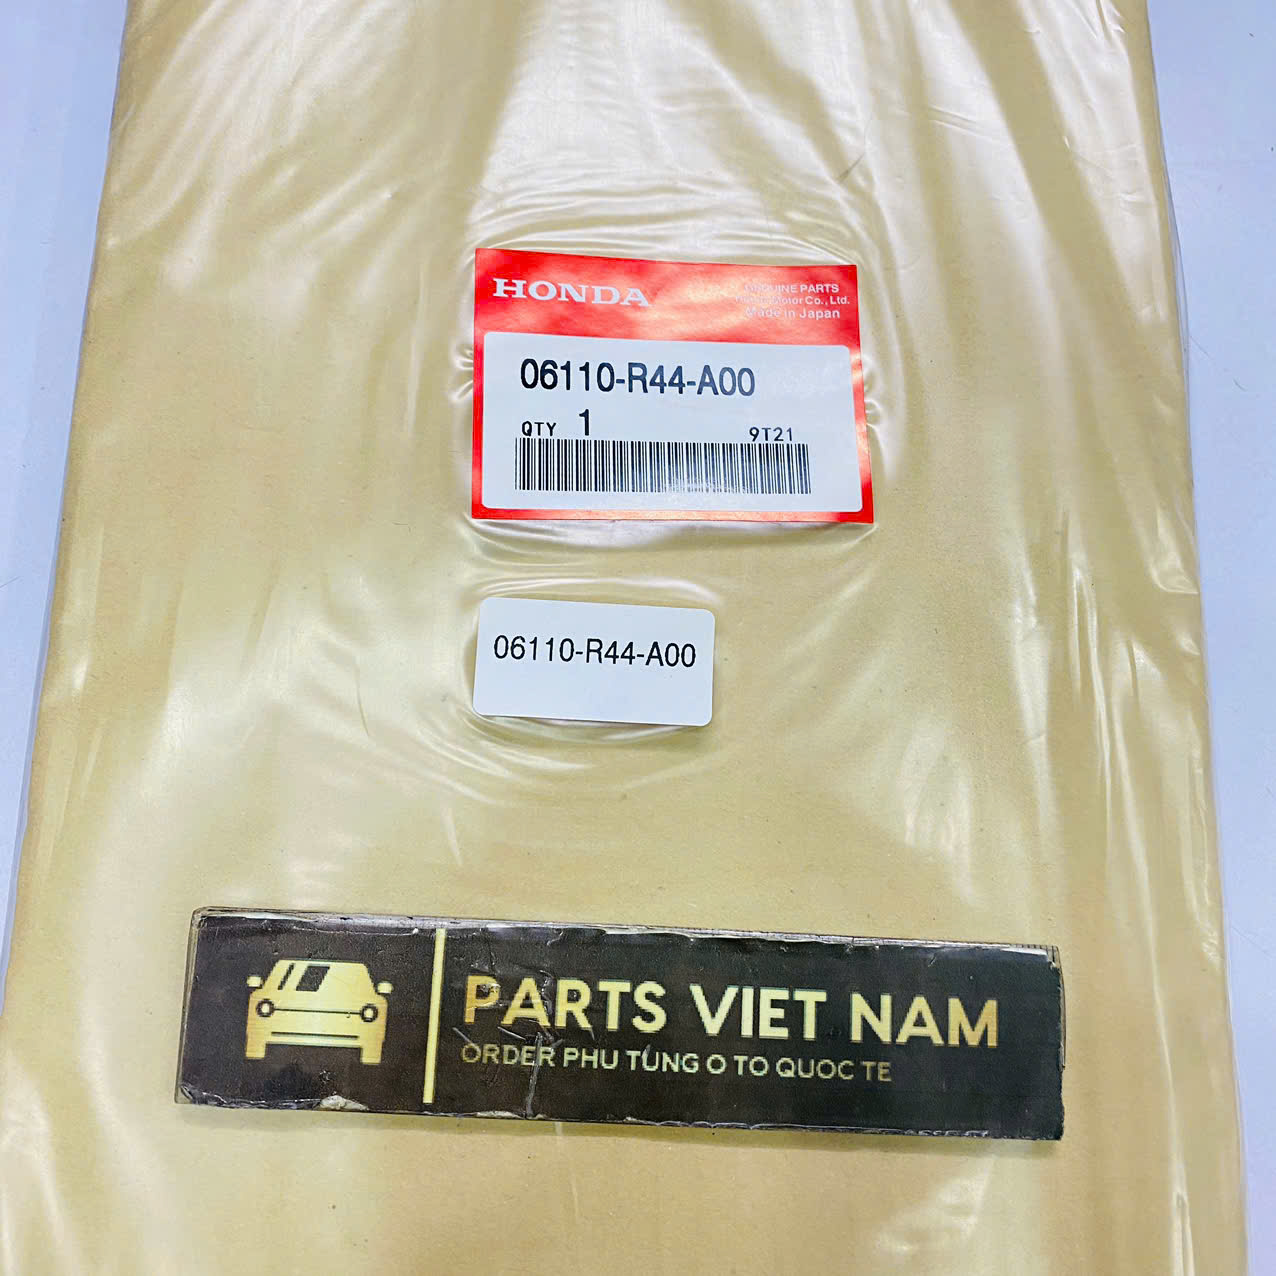 HONDA
GENUINE PARTS
Honda Motor Co., Ltd.
Made in Japan
06110-R44-A00
QTY 1
9T21
06110-R44-A00
PARTS VIET NAM
ORDER PHU TUNG O TO QUOC TE